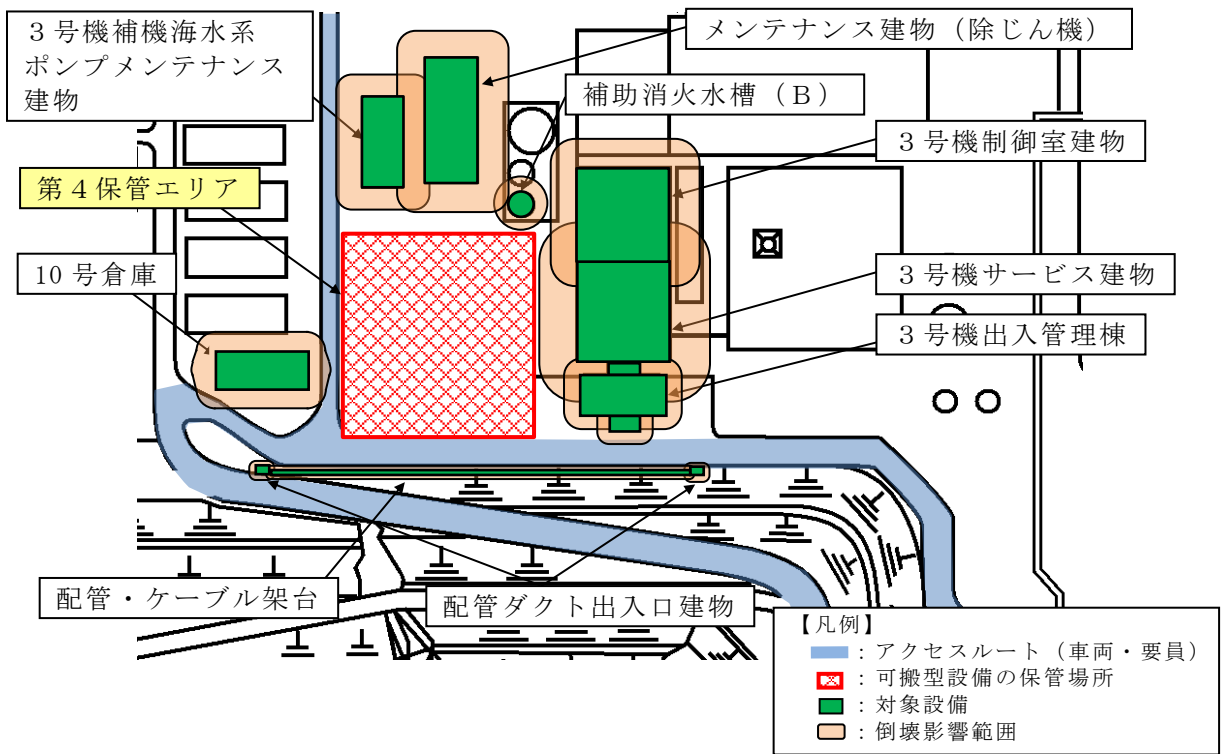 ３号機補機海水系
ポンプメンテナンス
建物
メンテナンス建物（除じん機）
補助消火水槽（Ｂ）
３号機制御室建物
第４保管エリア
10 号倉庫
３号機サービス建物
３号機出入管理棟
配管・ケーブル架台
配管ダクト出入口建物
【凡例】
：アクセスルート（車両・要員）
：可搬型設備の保管場所
：対象設備
：倒壊影響範囲